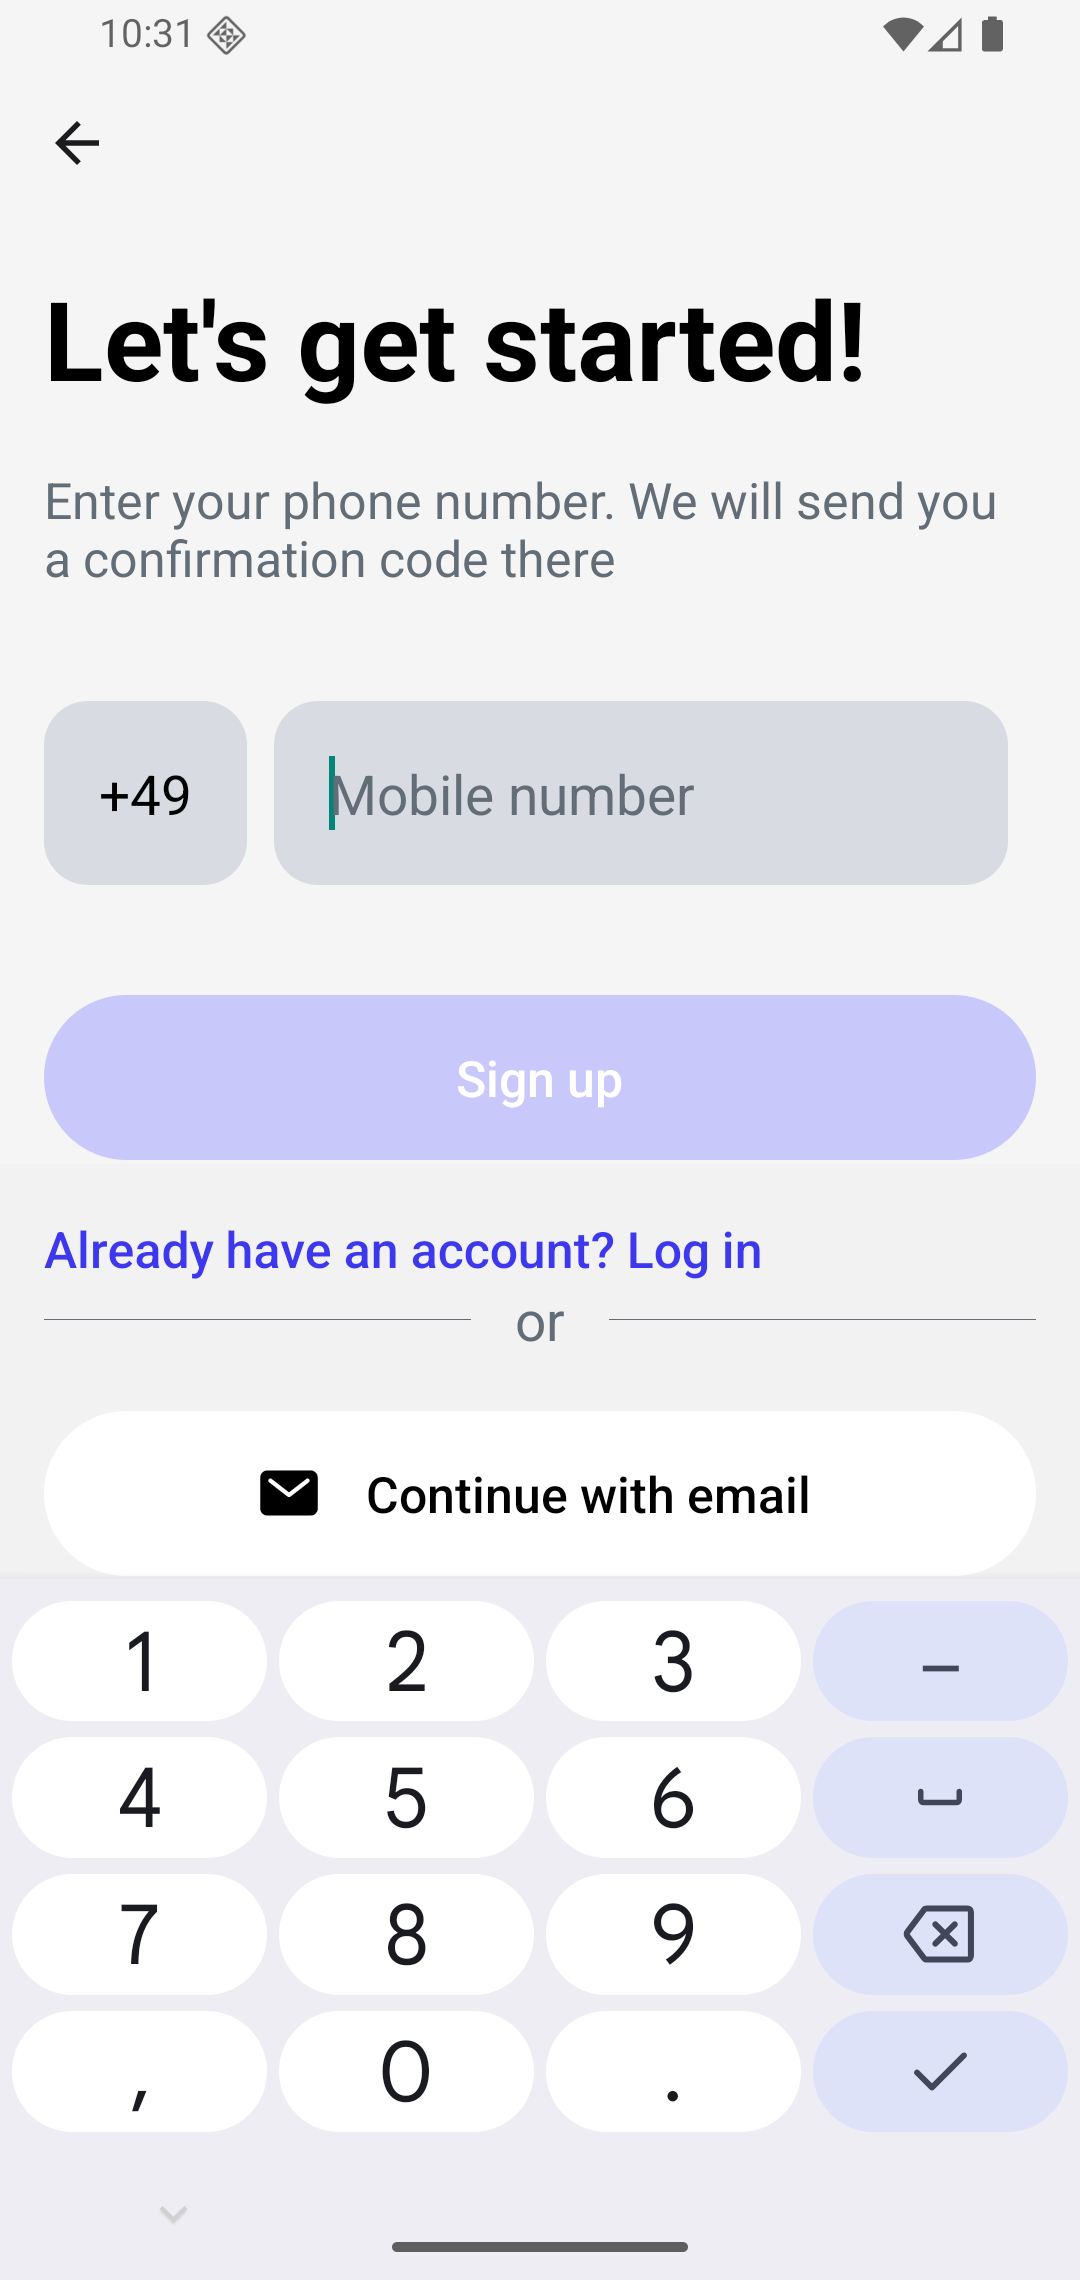 10:31
Let's get started!
Enter your phone number. We will send you
a confirmation code there
+49
Mobile number
Sign up
Already have an account? Log in
or
Continue with email
1 2 3 –
4 5 6
7 8 9
, 0 .